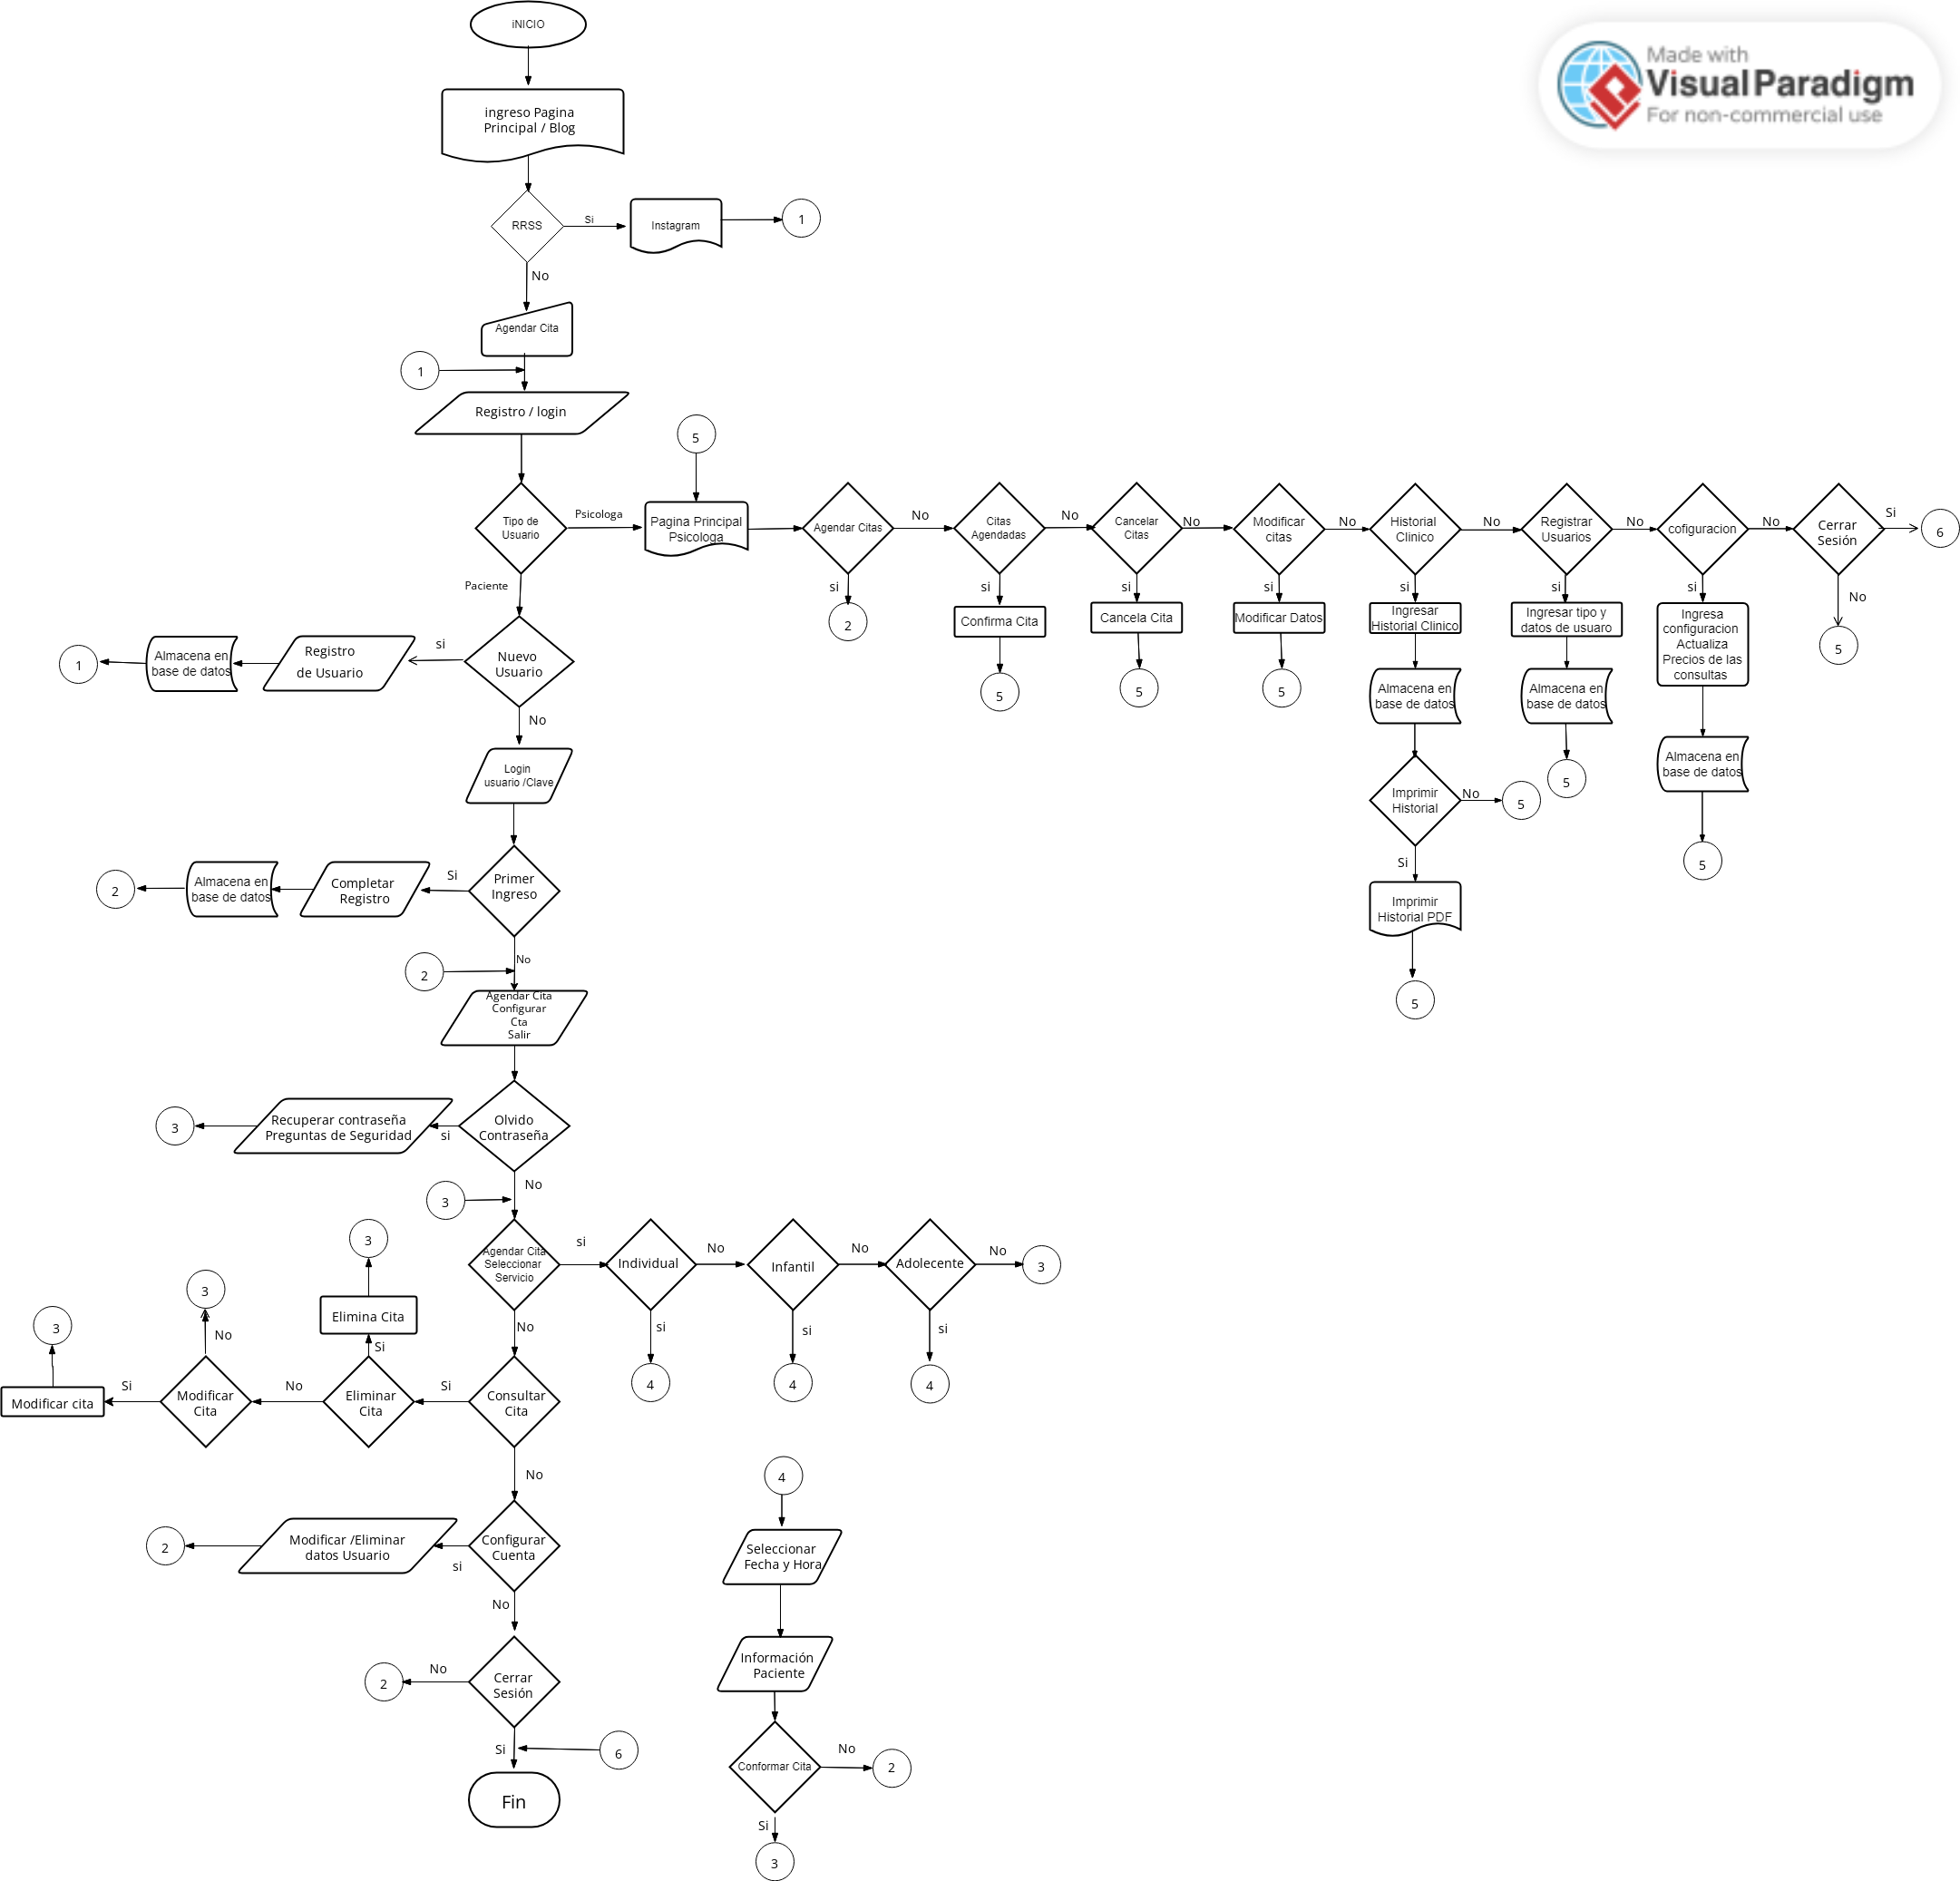 iNICIO
Made with
Visual Paradigm
For non-commercial use
ingreso Pagina
Principal / Blog
RRSS
Si
Instagram
1
No
Agendar Cita
1
Registro / login
5
Tipo de
Usuario
Psicologa
Pagina Principal
Psicologa
Agendar Citas
No
Citas
Agendadas
No
Cancelar
Citas
No
Modificar
citas
No
Historial
Clinico
No
Registrar
Usuarios
No
cofiguracion
No
Cerrar
Sesión
Si
6
Paciente
si
2
si
Confirma Cita
5
si
Cancela Cita
5
si
Modificar Datos
5
si
Ingresar
Historial Clinico
Almacena en
base de datos
Imprimir
Historial
No
5
Si
Imprimir
Historial PDF
5
si
Ingresar tipo y
datos de usuaro
Almacena en
base de datos
5
si
Ingresa
configuracion
Actualiza
Precios de las
consultas
Almacena en
base de datos
5
No
5
Nuevo
Usuario
si
Registro
de Usuario
Almacena en
base de datos
1
No
Login
usuario /Clave
Primer
Ingreso
Si
Completar
Registro
Almacena en
base de datos
2
No
2
Agendar Cita
Configurar
Cta
Salir
Olvido
Contraseña
si
Recuperar contraseña
Preguntas de Seguridad
3
No
3
Agendar Cita
Seleccionar
Servicio
si
Individual
No
Infantil
No
Adolecente
No
3
si
4
si
4
si
4
No
Consultar
Cita
Si
Eliminar
Cita
Si
Elimina Cita
3
No
Modificar
Cita
No
3
Si
Modificar cita
3
No
Configurar
Cuenta
si
Modificar /Eliminar
datos Usuario
2
No
Cerrar
Sesión
No
2
Si
6
Fin
4
Seleccionar
Fecha y Hora
Información
Paciente
Conformar Cita
No
2
Si
3